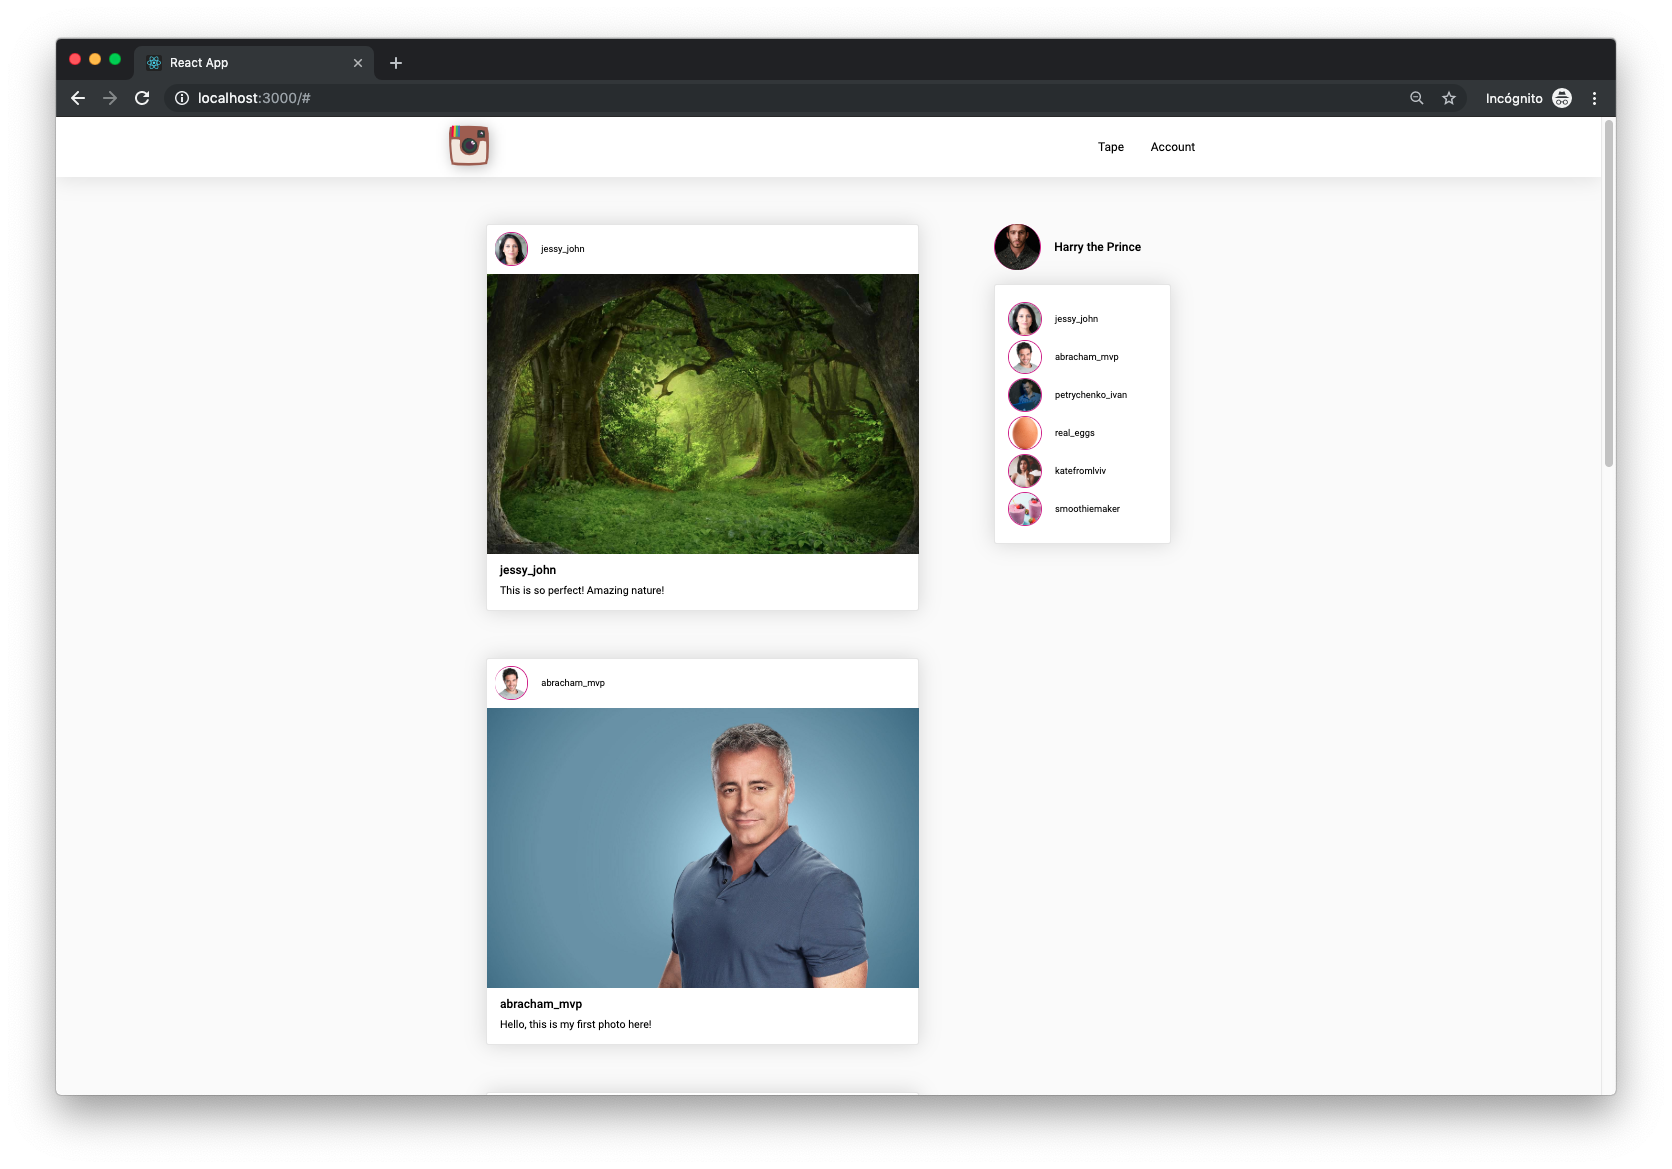 React App
localhost:3000/#
Incógnito
Tape
Account
jessy_john
Harry the Prince
jessy_john
abracham_mvp
petrychenko_ivan
real_eggs
katefromlviv
smoothiemaker
jessy_john
This is so perfect! Amazing nature!
abracham_mvp
abracham_mvp
Hello, this is my first photo here!